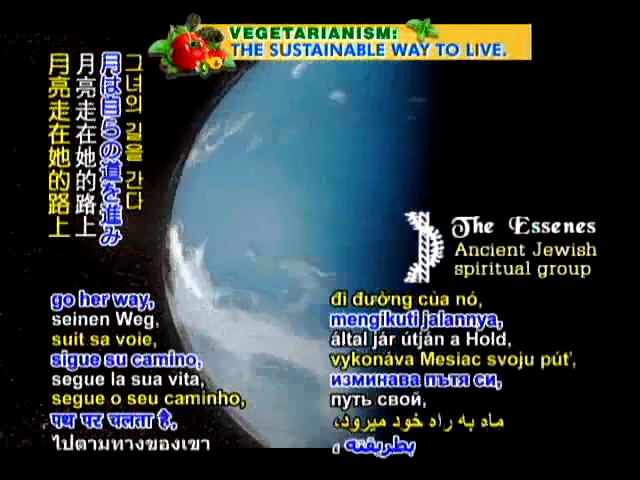 VEGETARIANISM:
THE SUSTAINABLE WAY TO LIVE.
그녀의 길을 간다
月は自らの道を進み
月亮走在她的路上
月亮走在她的路上
The Essenes
Ancient Jewish
spiritual group
go her way,
seinen Weg,
suit sa voie,
sigue su camino,
segue la sua vita,
segue o seu caminho,
पथ पर चलता है,
ไปตามทางของเขา
đi đường của nó,
mengikuti jalannya,
által jár útján a Hold,
vykonáva Mesiac svoju púť,
изминава пътя си,
путь свой,
ماه به راه خود میرود،
بطريقته ،